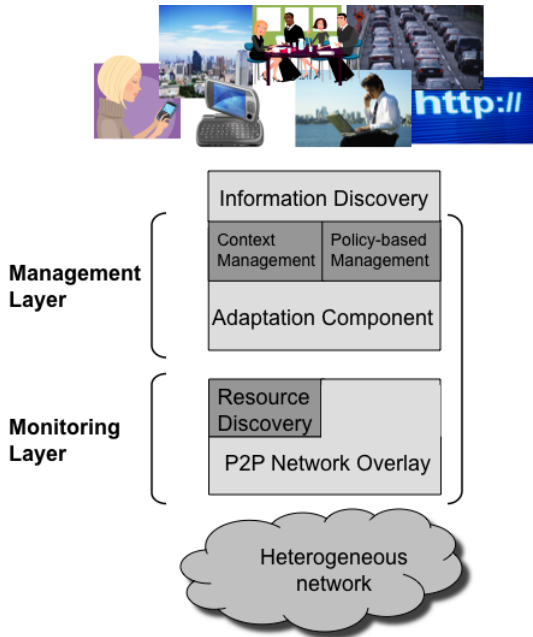 http://
Information Discovery
Context
Management
Policy-based
Management
Management
Layer
Adaptation Component
Resource
Discovery
Monitoring
Layer
P2P Network Overlay
Heterogeneous
network